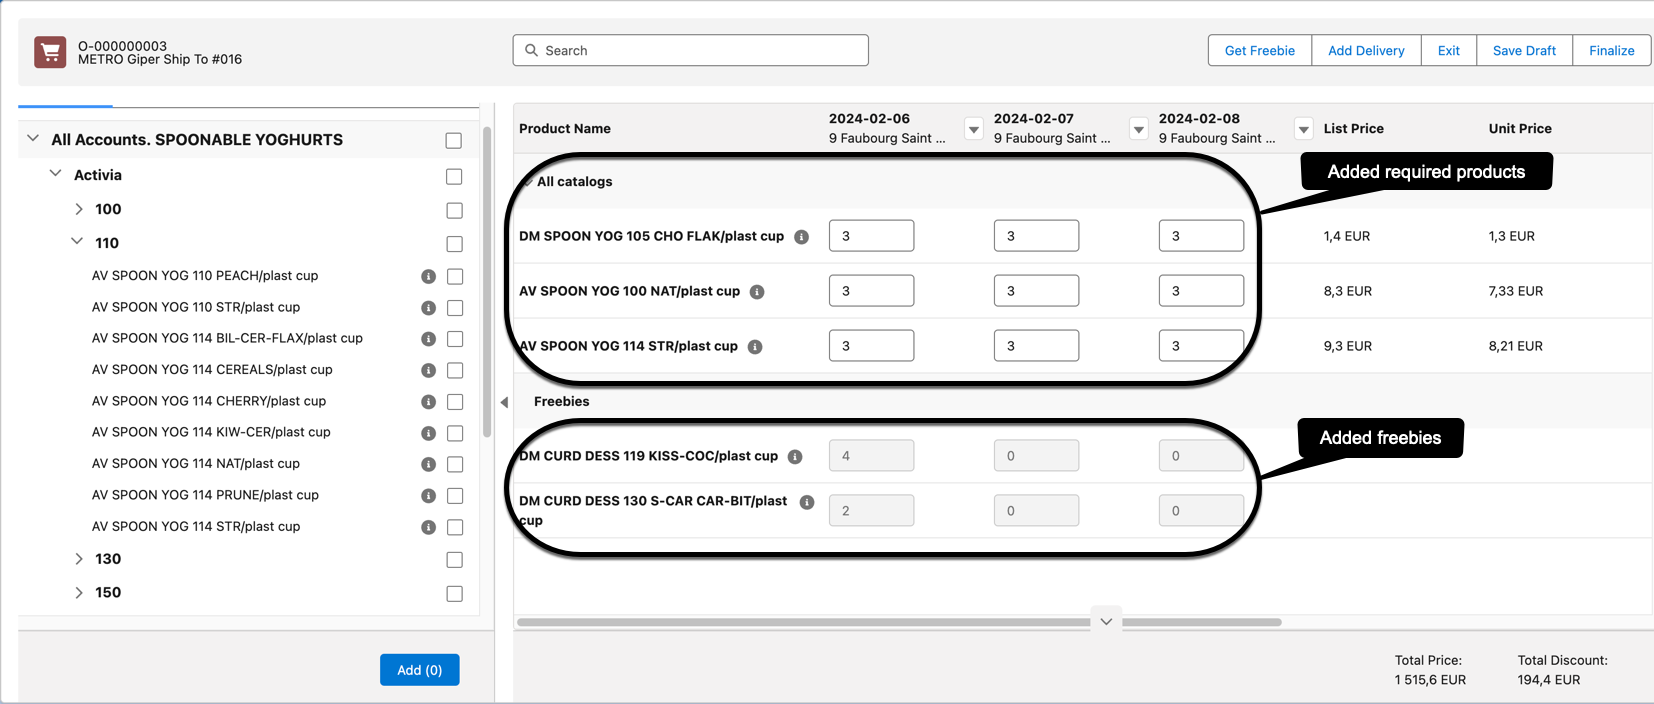 O-000000003
METRO Giper Ship To #016
Search
Get Freebie
Add Delivery
Exit
Save Draft
Finalize
All Accounts. SPOONABLE YOGHURTS
Activia
100
110
AV SPOON YOG 110 PEACH/plast cup
AV SPOON YOG 110 STR/plast cup
AV SPOON YOG 114 BIL-CER-FLAX/plast cup
AV SPOON YOG 114 CEREALS/plast cup
AV SPOON YOG 114 CHERRY/plast cup
AV SPOON YOG 114 KIW-CER/plast cup
AV SPOON YOG 114 NAT/plast cup
AV SPOON YOG 114 PRUNE/plast cup
AV SPOON YOG 114 STR/plast cup
130
150
Add (0)
Product Name
2024-02-06
9 Faubourg Saint ...
2024-02-07
9 Faubourg Saint ...
2024-02-08
9 Faubourg Saint ...
List Price
Unit Price
Added required products
All catalogs
DM SPOON YOG 105 CHO FLAK/plast cup 3 3 3 1,4 EUR 1,3 EUR
AV SPOON YOG 100 NAT/plast cup 3 3 3 8,3 EUR 7,33 EUR
AV SPOON YOG 114 STR/plast cup 3 3 3 9,3 EUR 8,21 EUR
Freebies
Added freebies
DM CURD DESS 119 KISS-COC/plast cup 4 0 0
DM CURD DESS 130 S-CAR CAR-BIT/plast
cup
2 0 0
Total Price:
1 515,6 EUR
Total Discount:
194,4 EUR